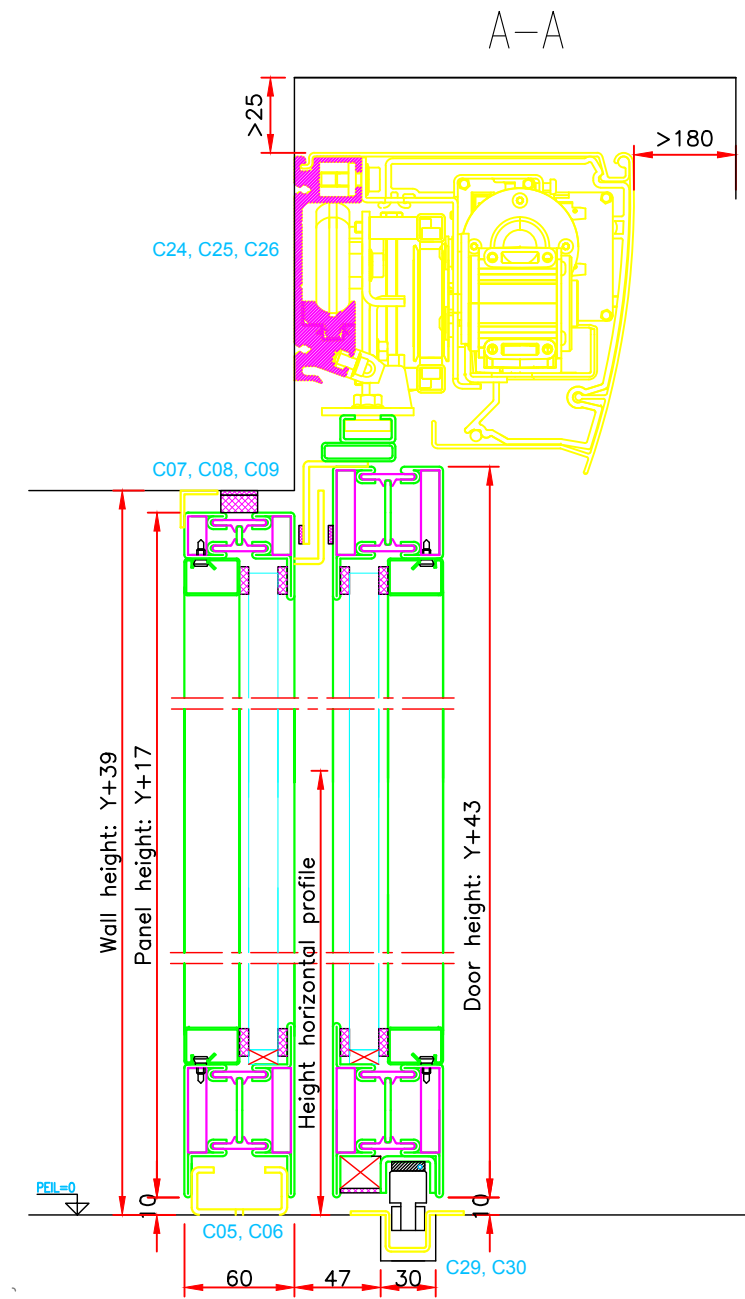 A-A
>25
>180
C24, C25, C26
C07, C08, C09
Wall height: Y+39
Panel height: Y+17
Height horizontal profile
Door height: Y+43
PEIL=0
10
10
C05, C06
C29, C30
60
47
30